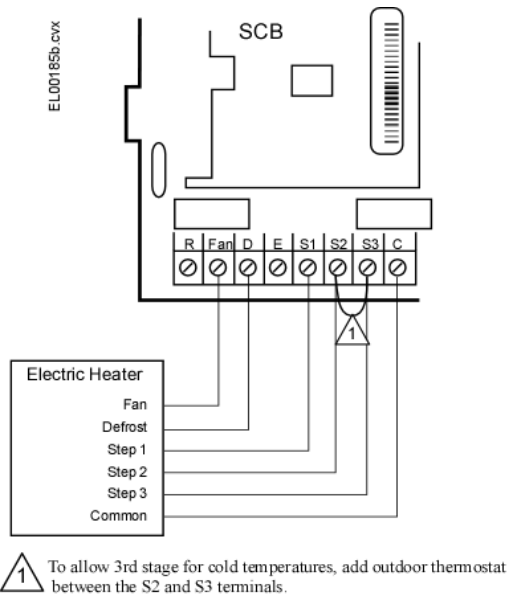 EL00185b.cvx
SCB
R Fan D E S1 S2 S3 C
1
Electric Heater
Fan
Defrost
Step 1
Step 2
Step 3
Common
1 To allow 3rd stage for cold temperatures, add outdoor thermostat
between the S2 and S3 terminals.